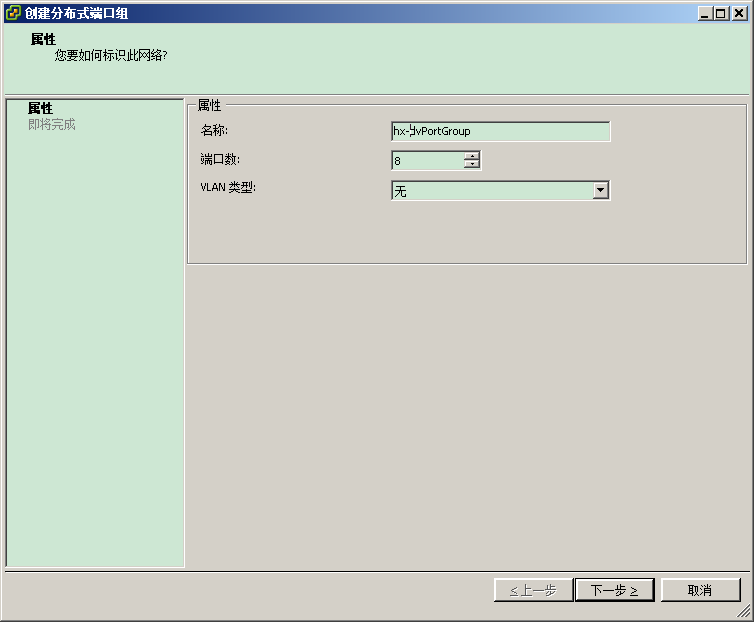 创建分布式端口组
属性
您要如何标识此网络?
属性
即将完成
属性
名称:
hx-dvPortGroup
端口数:
8
VLAN 类型:
无
≤上一步
下一步 ≥
取消